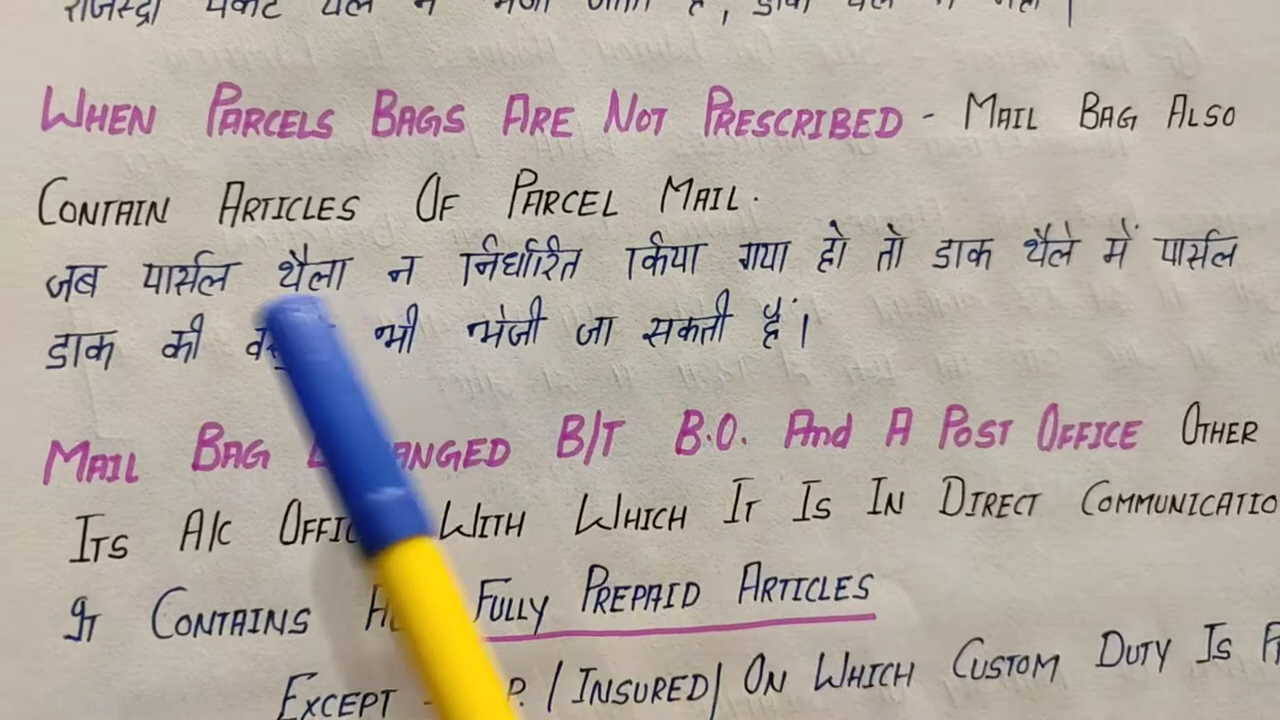 WHEN PARCELS BAGS ARE NOT PRESCRIBED - MAIL BAG ALSO
CONTAIN ARTICLES OF PARCEL MAIL.
जब पार्सल थैला न निर्धारित किया गया हो तो डाक थैले में पार्सल
डाक की भी भेजी जा सकती हैं।
MAIL BAG B/T B.O. And A POST OFFICE OTHER
ITS A/C WITH WHICH IT IS IN DIRECT
It CONTAINS FULLY PREPAID ARTICLES
EXCEPT / INSURED / ON WHICH CUSTOM DUTY IS